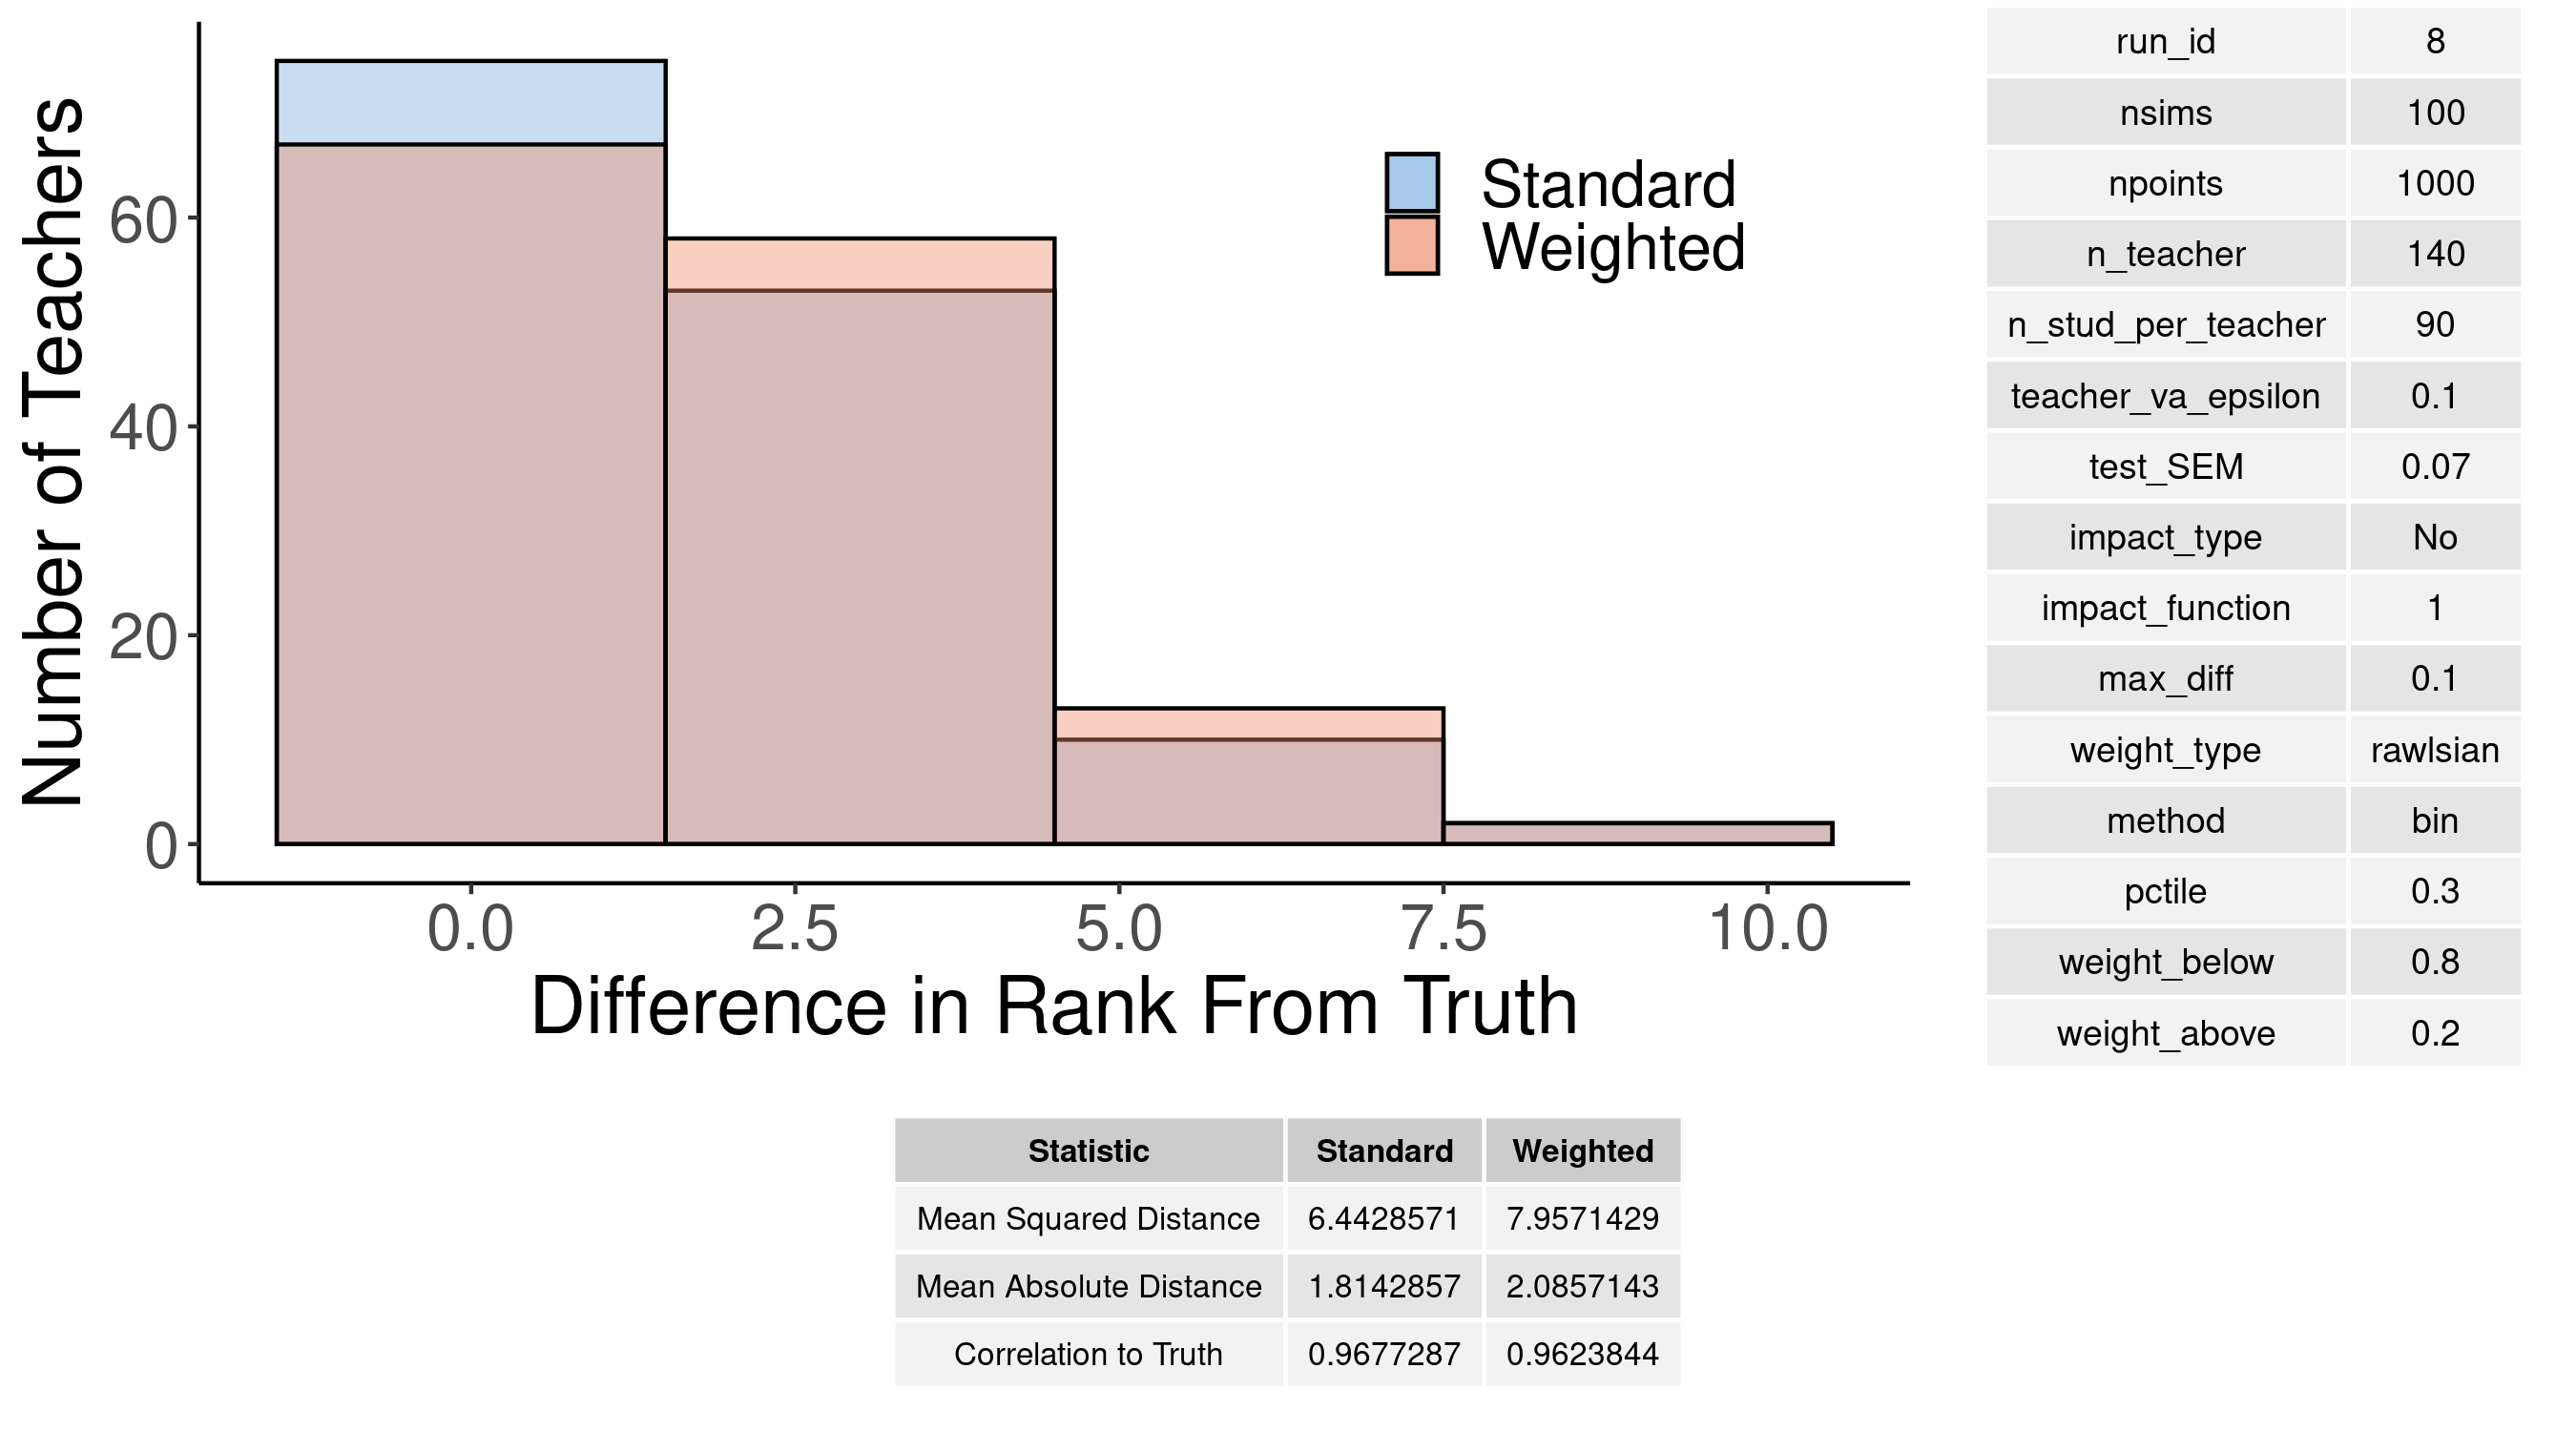 Number of Teachers
60
40
20
0
0.0 2.5 5.0 7.5 10.0
Difference in Rank From Truth
Standard
Weighted
run_id 8
nsims 100
npoints 1000
n_teacher 140
n_stud_per_teacher 90
teacher_va_epsilon 0.1
test_SEM 0.07
impact_type No
impact_function 1
max_diff 0.1
weight_type rawlsian
method bin
pctile 0.3
weight_below 0.8
weight_above 0.2
Statistic Standard Weighted
Mean Squared Distance 6.4428571 7.9571429
Mean Absolute Distance 1.8142857 2.0857143
Correlation to Truth 0.9677287 0.9623844